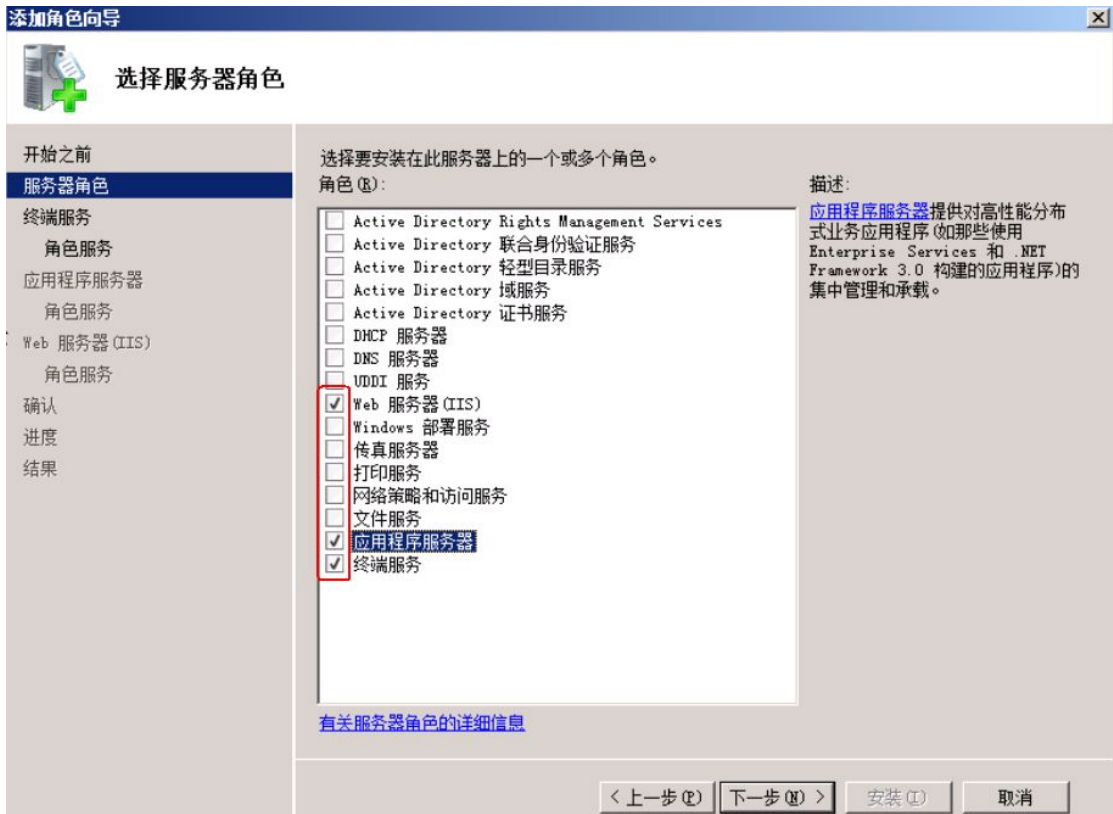 添加角色向导
选择服务器角色
开始之前
服务器角色
终端服务
角色服务
应用程序服务器
角色服务
Web 服务器(IIS)
角色服务
确认
进度
结果
选择要安装在此服务器上的一个或多个角色。
角色(R):
Active Directory Rights Management Services
Active Directory 联合身份验证服务
Active Directory 轻型目录服务
Active Directory 域服务
Active Directory 证书服务
DHCP 服务器
DNS 服务器
UDDI 服务
Web 服务器(IIS)
Windows 部署服务
传真服务器
打印服务
网络策略和访问服务
文件服务
应用程序服务器
终端服务
有关服务器角色的详细信息
描述:
应用程序服务器提供对高性能分布
式业务应用程序(如那些使用
Enterprise Services 和 .NET
Framework 3.0 构建的应用程序)的
集中管理和承载。
< 上一步(P)
下一步(N) >
安装(I)
取消